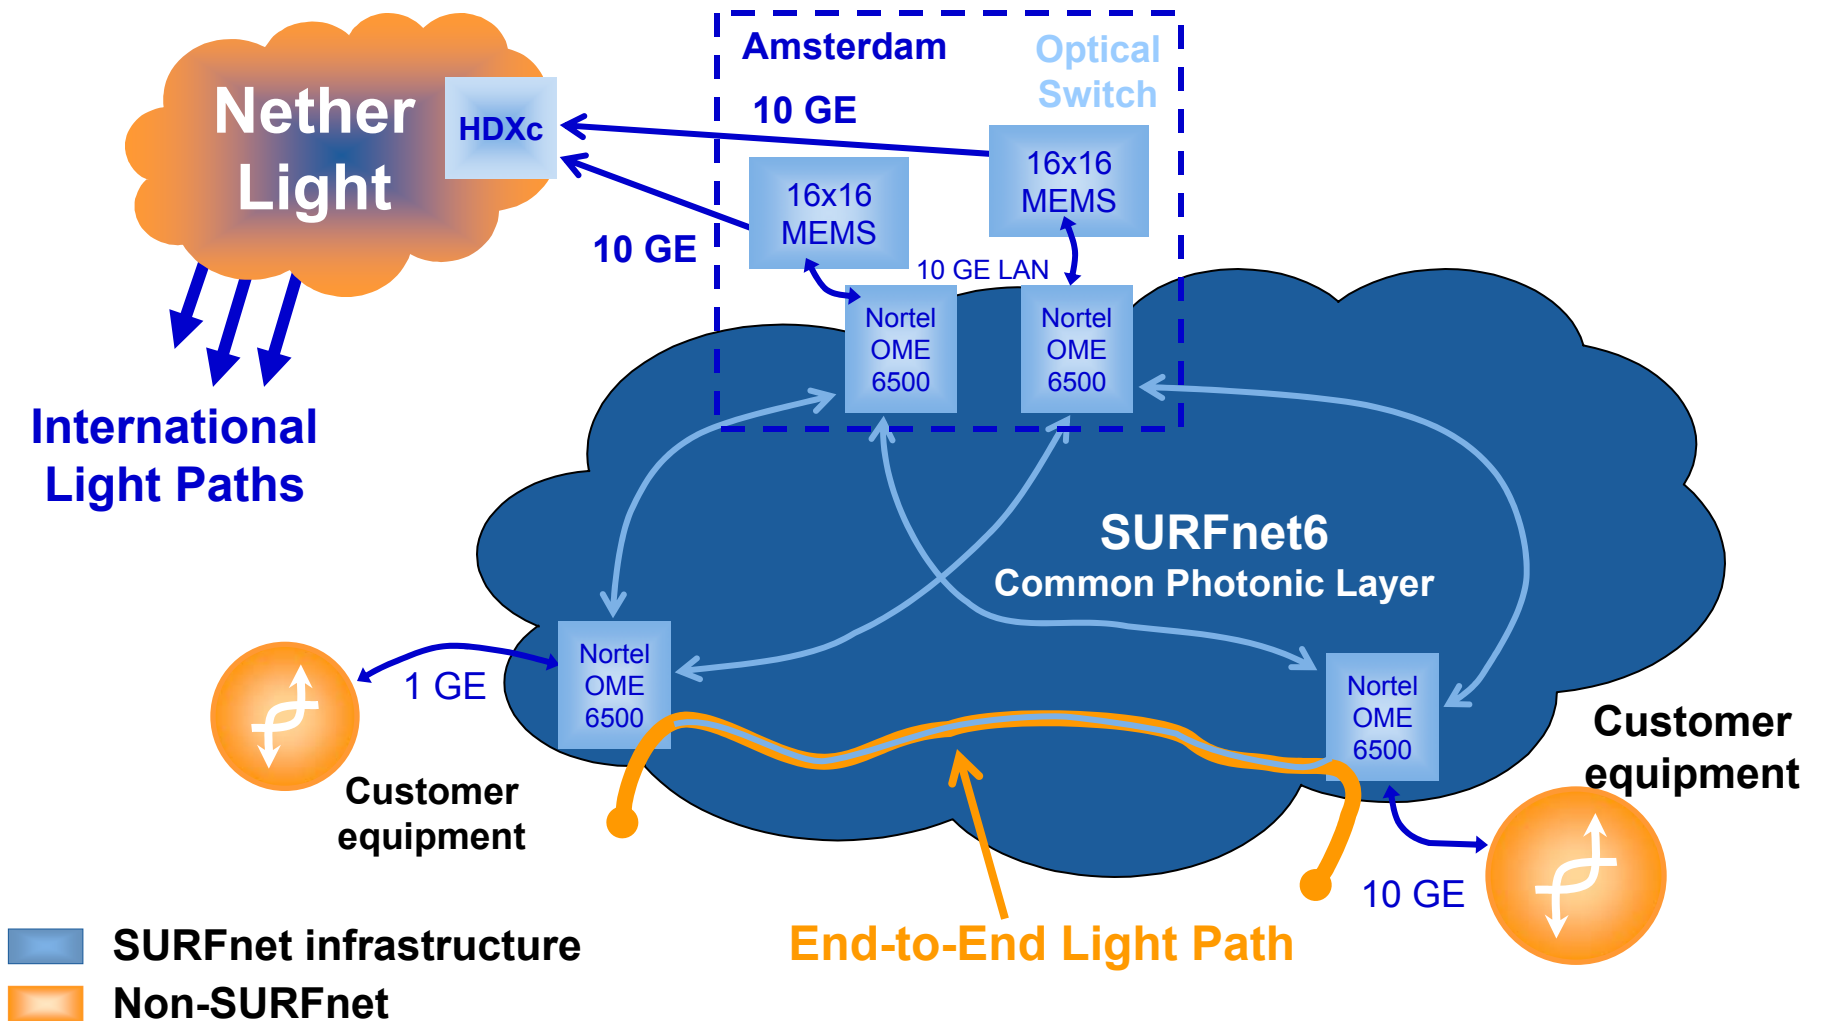 Amsterdam
Optical
Switch
Nether
Light
HDXc
10 GE
16x16
MEMS
16x16
MEMS
10 GE
10 GE LAN
Nortel
OME
6500
Nortel
OME
6500
International
Light Paths
SURFnet6
Common Photonic Layer
Nortel
OME
6500
1 GE
Nortel
OME
6500
Customer
equipment
Customer
equipment
10 GE
End-to-End Light Path
SURFnet infrastructure
Non-SURFnet